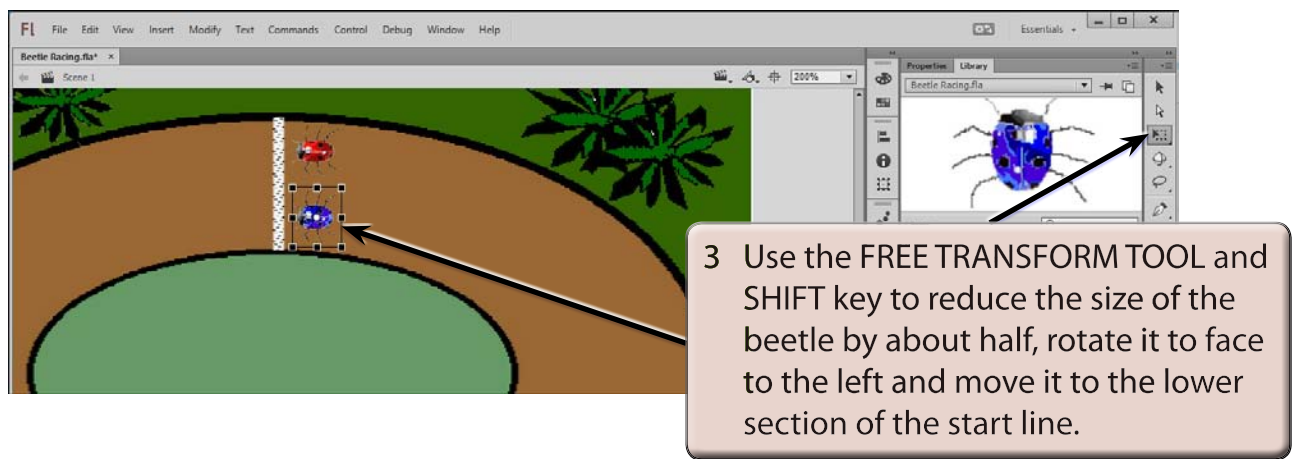 Fl File Edit View Insert Modify Text Commands Control Debug Window Help Essentials
Beetle Racing.fla* ×
Scene 1 200%
Properties Library
Beetle Racing.fla
3 Use the FREE TRANSFORM TOOL and
SHIFT key to reduce the size of the
beetle by about half, rotate it to face
to the left and move it to the lower
section of the start line.